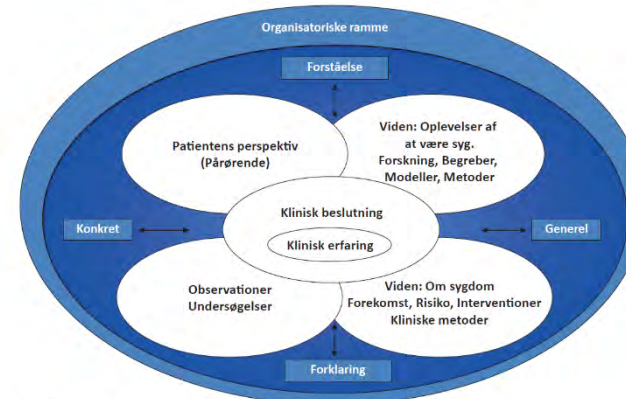 Organisatoriske ramme
Forståelse
Patientens perspektiv
(Pårørende)
Viden: Oplevelser af
at være syg.
Forskning, Begreber,
Modeller, Metoder
Klinisk beslutning
Konkret
Generel
Klinisk erfaring
Observationer
Undersøgelser
Viden: Om sygdom
Forekomst, Risiko, Interventioner
Kliniske metoder
Forklaring